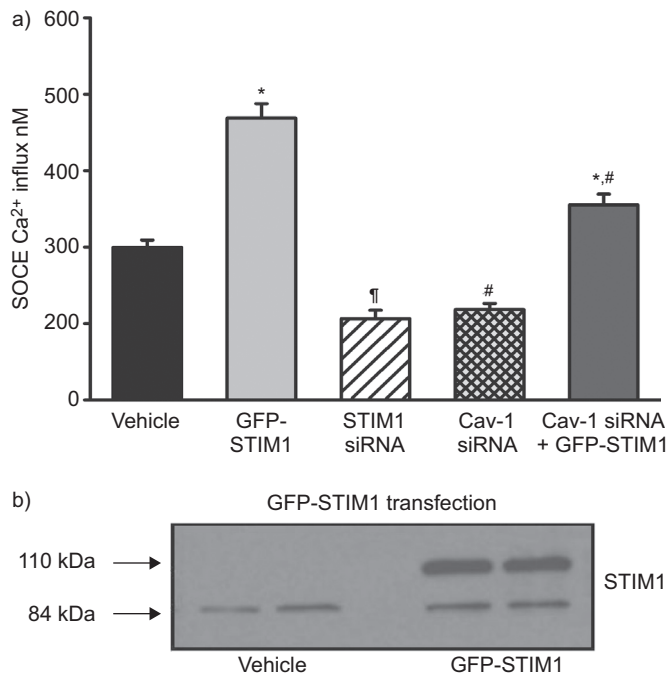 a)
600
500
400
300
200
0
SOCE Ca²⁺ influx nM
*
¶
#
*,#
Vehicle
GFP-
STIM1
STIM1
siRNA
Cav-1
siRNA
Cav-1 siRNA
+ GFP-STIM1
b)
GFP-STIM1 transfection
110 kDa
84 kDa
STIM1
Vehicle
GFP-STIM1